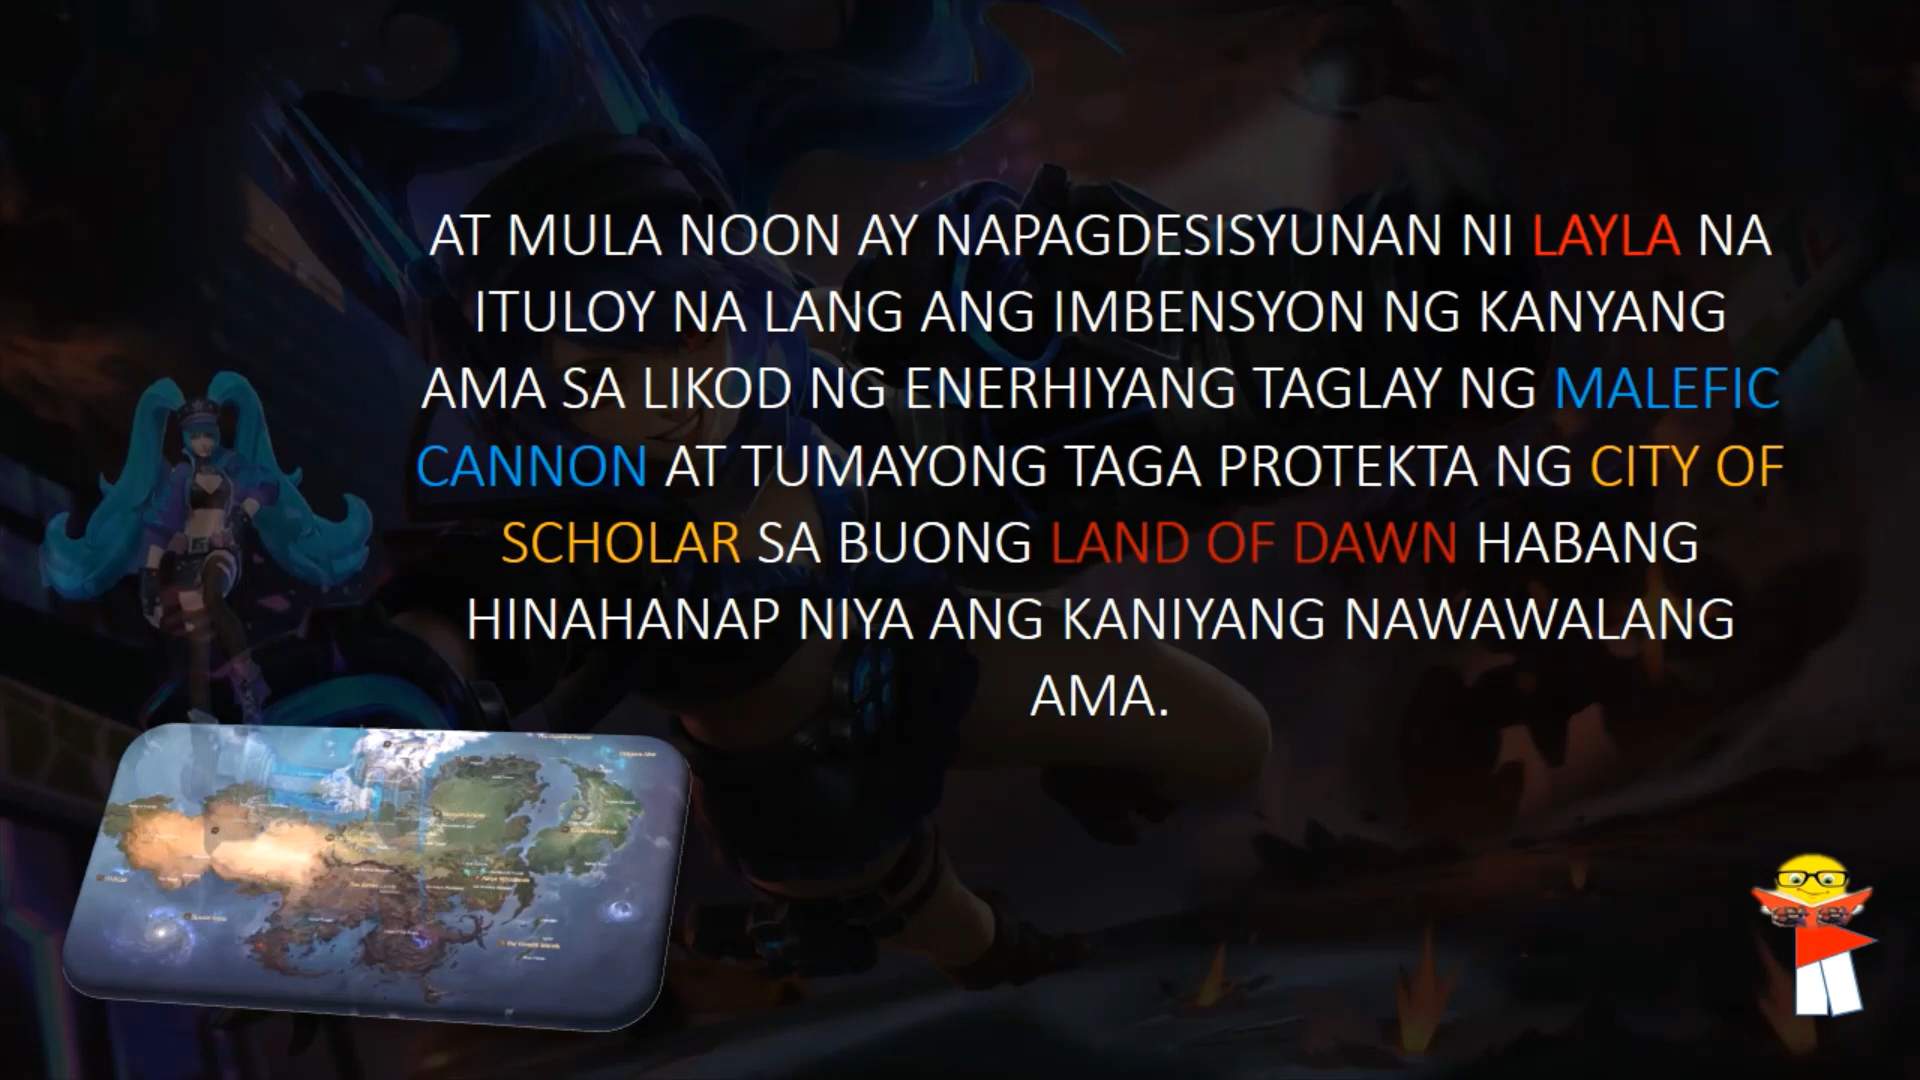 AT MULA NOON AY NAPAGDESISYUNAN NI LAYLA NA
ITULOY NA LANG ANG IMBENSYON NG KANYANG
AMA SA LIKOD NG ENERHIYANG TAGLAY NG MALEFIC
CANNON AT TUMAYONG TAGA PROTEKTA NG CITY OF
SCHOLAR SA BUONG LAND OF DAWN HABANG
HINAHANAP NIYA ANG KANIYANG NAWAWALANG
AMA.